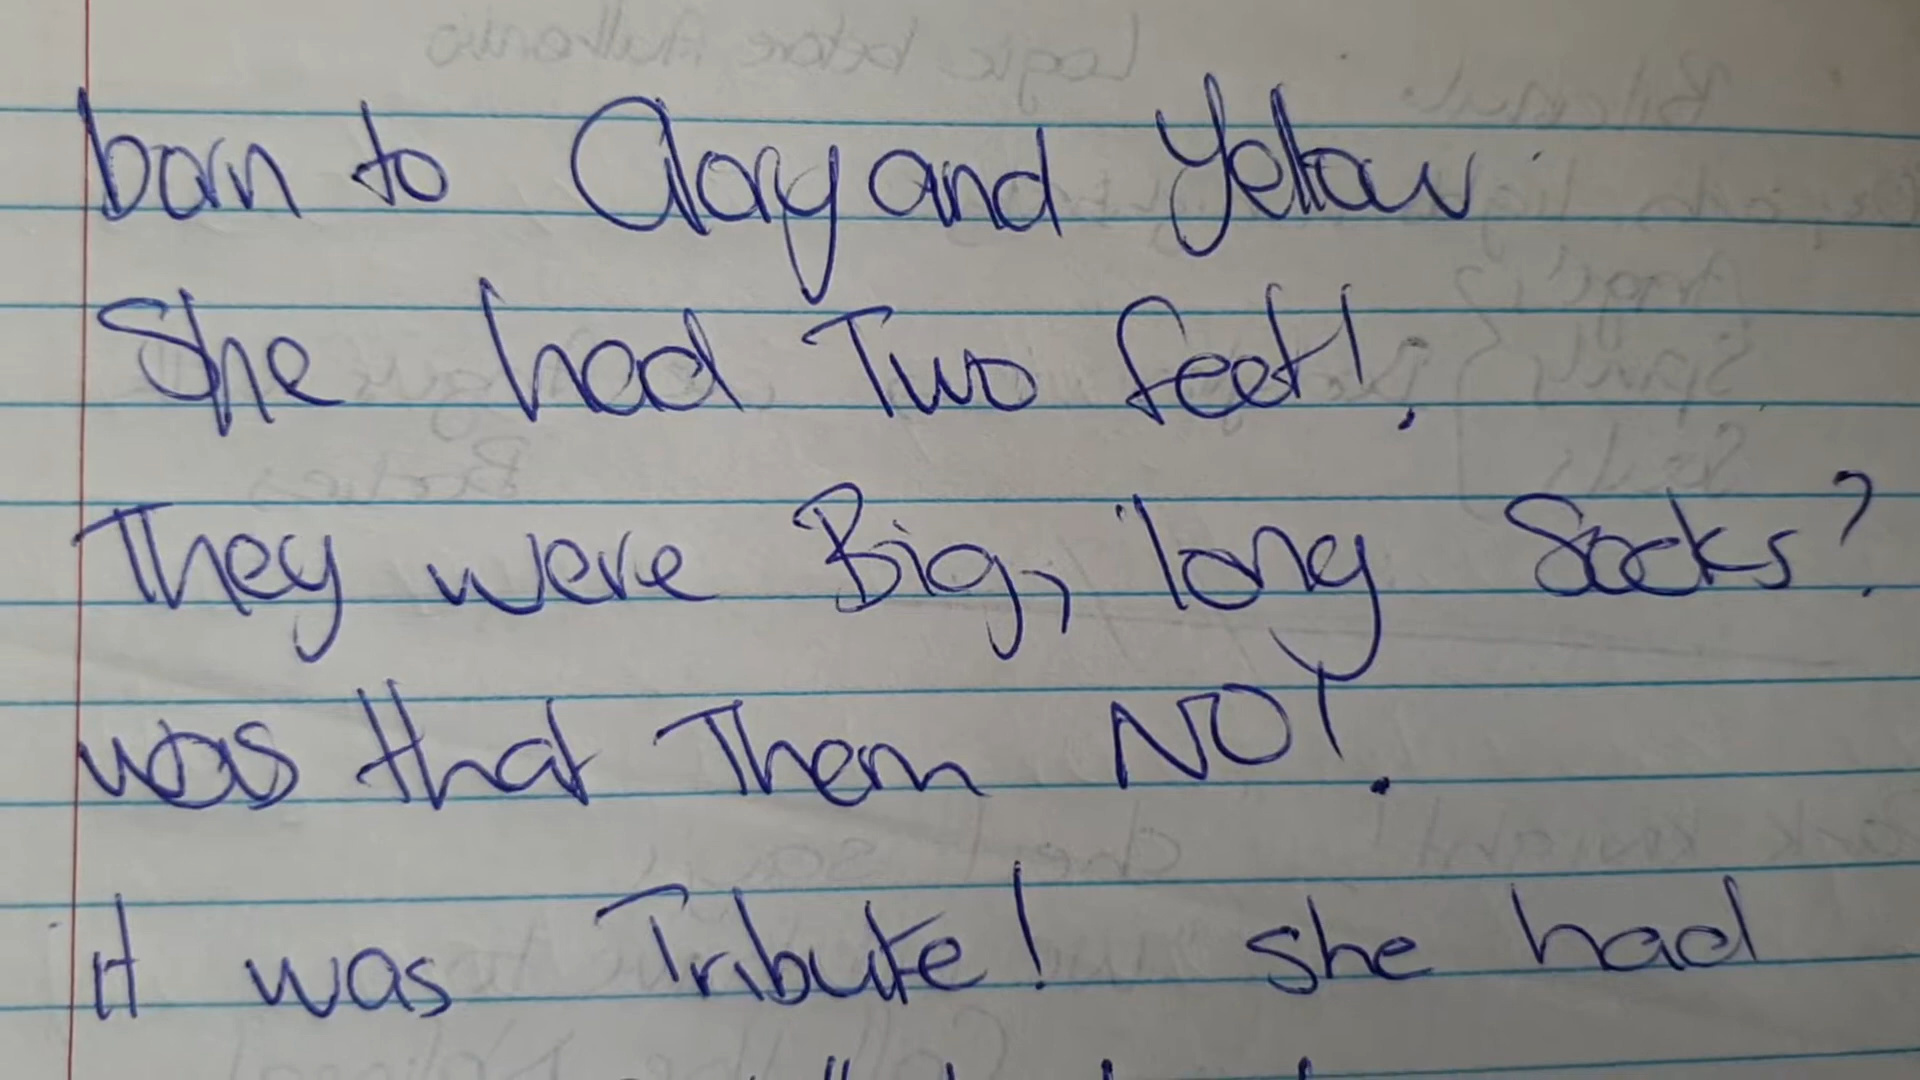 born to Glory and Yellow
She had Two feet!
They were Big, long Socks?
was that Them NO!
it was Tribute! she had